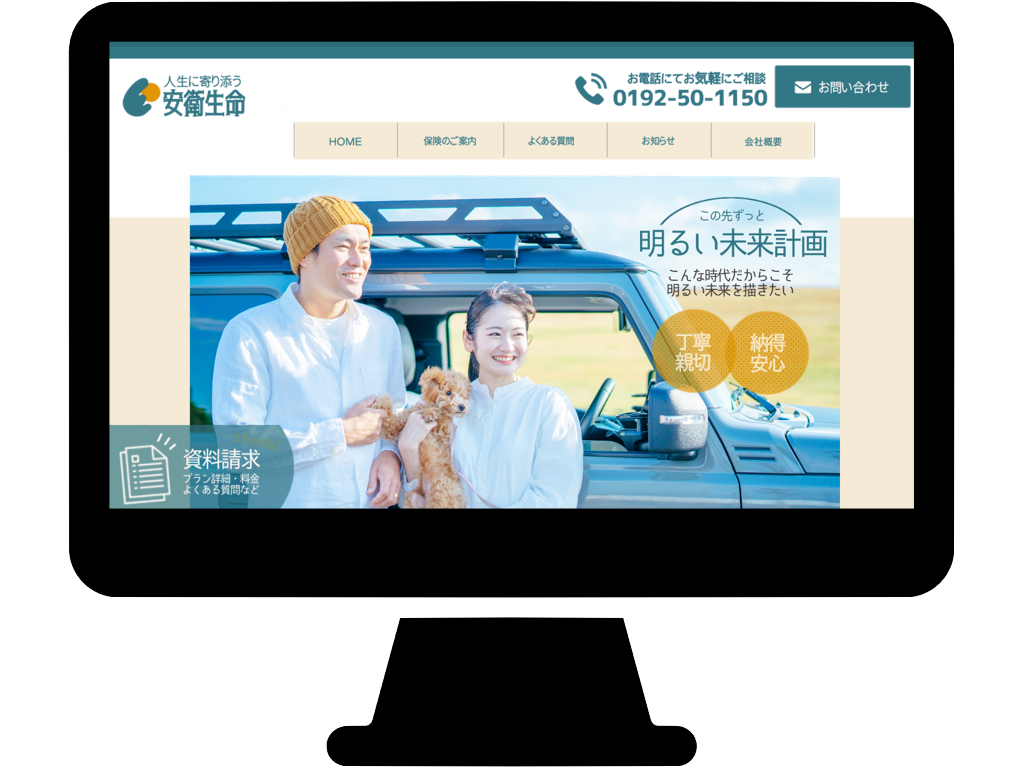 人生に寄り添う
安衛生命
お電話にてお気軽にご相談
0192-50-1150
お問い合わせ
HOME
保険のご案内
よくある質問
お知らせ
会社概要
この先ずっと
明るい未来計画
こんな時代だからこそ
明るい未来を描きたい
丁寧
親切
納得
安心
資料請求
プラン詳細・料金
よくある質問など